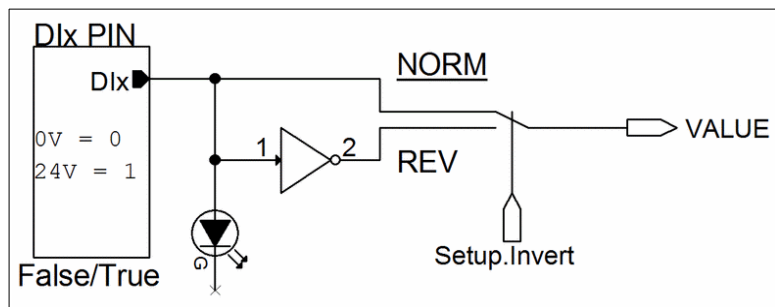 DIx PIN
DIx
NORM
0V = 0
24V = 1
1
2
REV
VALUE
G
Setup.Invert
False/True